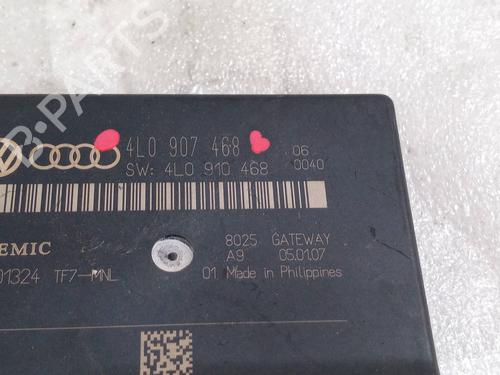 4L0 907 468 06
SW: 4L0 910 468 0040
EMIC 8025 GATEWAY
A9 05.01.07
01324 TF7-MNL 01 Made in Philippines
B PARTS